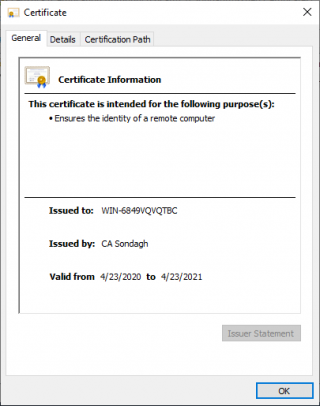 Certificate
General Details Certification Path
Certificate Information
This certificate is intended for the following purpose(s):
• Ensures the identity of a remote computer
Issued to: WIN-6849VQVQTBC
Issued by: CA Sondagh
Valid from 4/23/2020 to 4/23/2021
Issuer Statement
OK